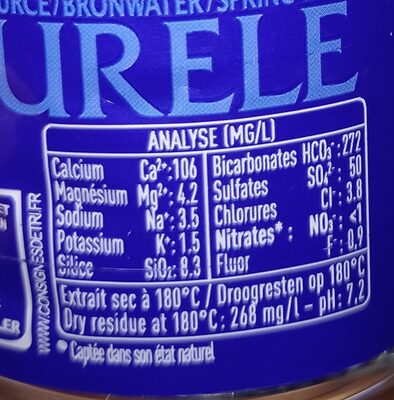 BRONWATER/SPRING
URELE
ANALYSE (MG/L)
Calcium Ca²⁺: 106
Magnésium Mg²⁺: 4.2
Sodium Na⁺: 3.5
Potassium K⁺: 1.5
Silice SiO₂: 8.3
Bicarbonates HCO₃⁻: 272
Sulfates SO₄²⁻: 50
Chlorures Cl⁻: 3.8
Nitrates*: NO₃⁻: <1
Fluor F⁻: 0.9
Extrait sec à 180°C / Droogresten op 180°C
Dry residue at 180°C : 268 mg/L - pH : 7,2
* Captée dans son état naturel
WWW.CONSIGNESDETRI.FR